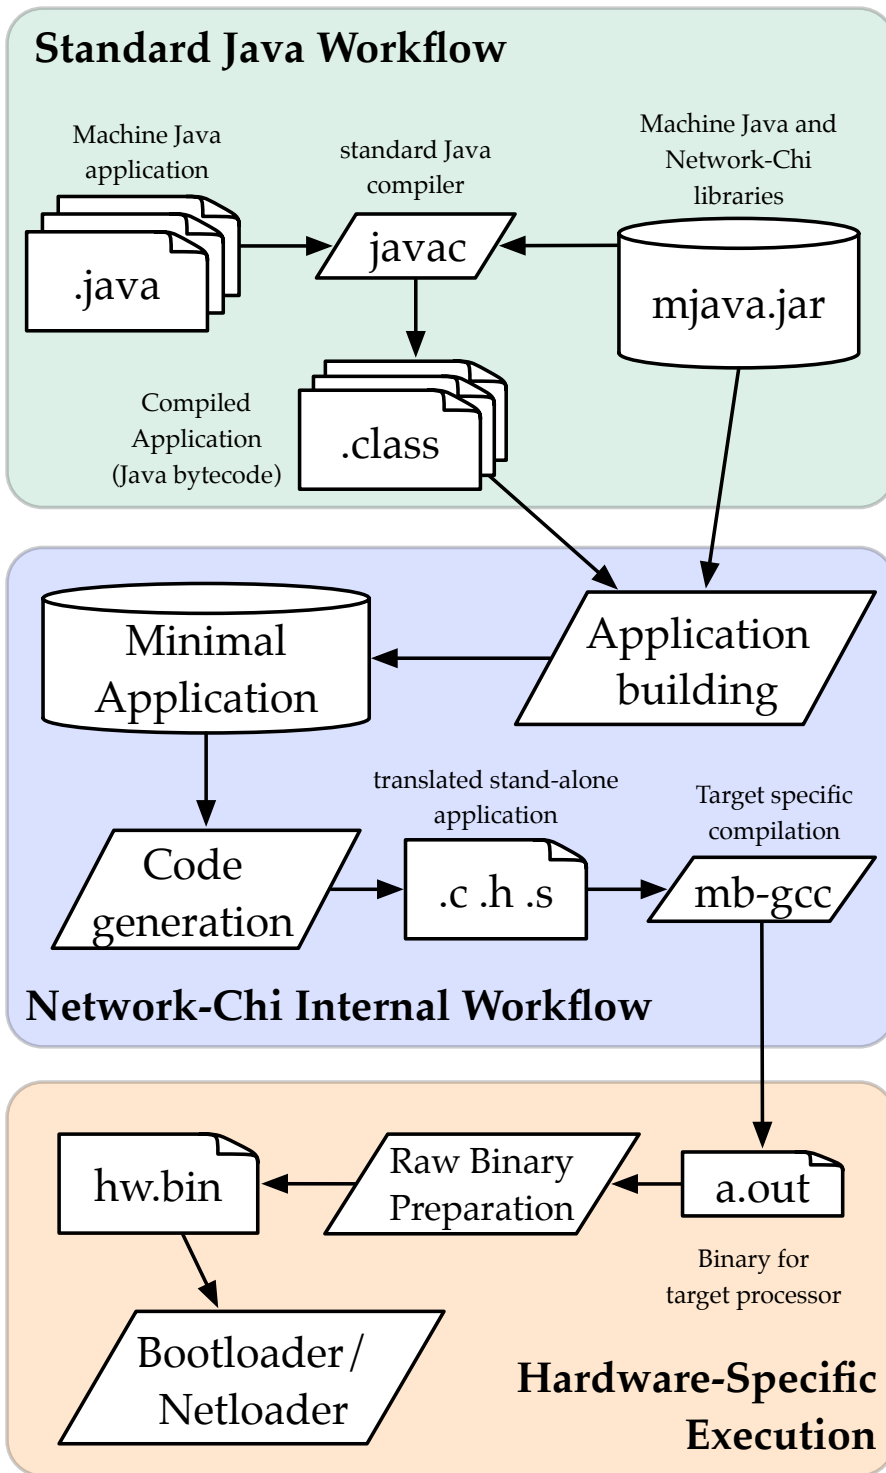 Standard Java Workflow
Machine Java
application
standard Java
compiler
Machine Java and
Network-Chi
libraries
.java
javac
mjava.jar
Compiled
Application
(Java bytecode)
.class
Minimal
Application
Application
building
translated stand-alone
application
Target specific
compilation
Code
generation
.c .h .s
mb-gcc
Network-Chi Internal Workflow
hw.bin
Raw Binary
Preparation
a.out
Binary for
target processor
Bootloader/
Netloader
Hardware-Specific
Execution